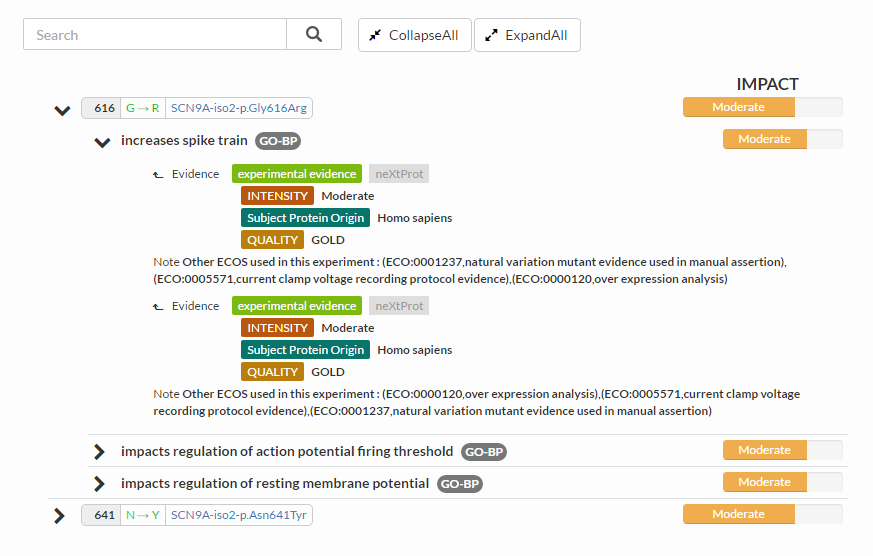 Search CollapseAll ExpandAll
IMPACT
616 G → R SCN9A-iso2-p.Gly616Arg Moderate
increases spike train GO-BP Moderate
Evidence experimental evidence neXtProt
INTENSITY Moderate
Subject Protein Origin Homo sapiens
QUALITY GOLD
Note Other ECOS used in this experiment : (ECO:0001237,natural variation mutant evidence used in manual assertion),
(ECO:0005571,current clamp voltage recording protocol evidence),(ECO:0000120,over expression analysis)
Evidence experimental evidence neXtProt
INTENSITY Moderate
Subject Protein Origin Homo sapiens
QUALITY GOLD
Note Other ECOS used in this experiment : (ECO:0000120,over expression analysis),(ECO:0005571,current clamp voltage
recording protocol evidence),(ECO:0001237,natural variation mutant evidence used in manual assertion)
impacts regulation of action potential firing threshold GO-BP Moderate
impacts regulation of resting membrane potential GO-BP Moderate
641 N → Y SCN9A-iso2-p.Asn641Tyr Moderate